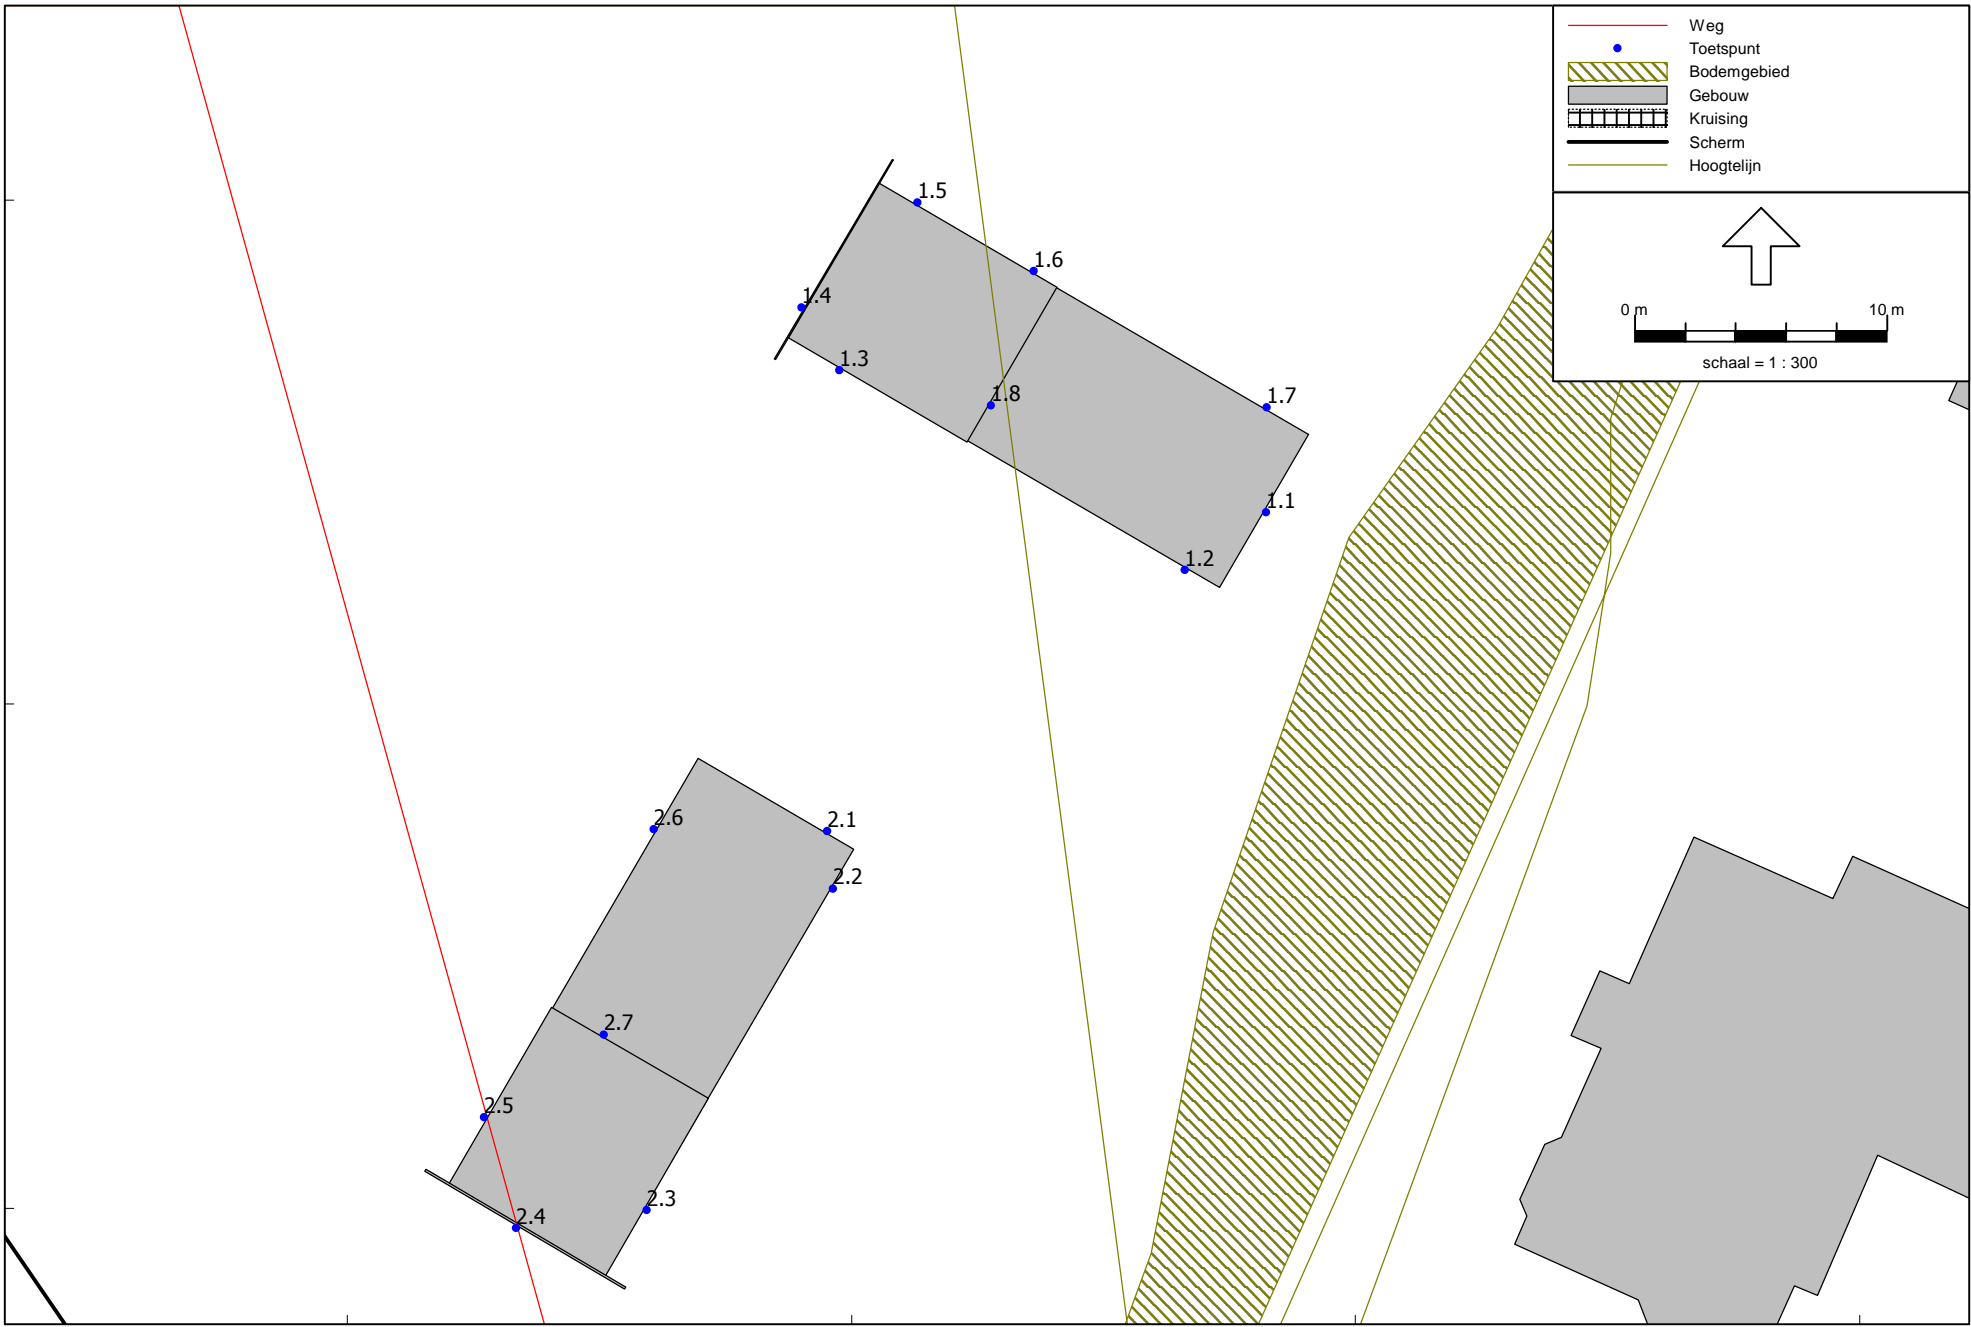 Weg
Toetspunt
Bodemgebied
Gebouw
Kruising
Scherm
Hoogtelijn
0 m 10 m
schaal = 1 : 300
1.5
1.6
1.4
1.3
1.8
1.7
1.1
1.2
2.6
2.1
2.2
2.7
2.5
2.3
2.4